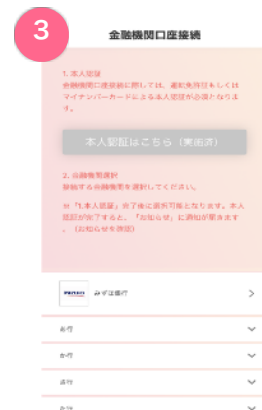 3
金融機関口座接続
1. 本人認証
金融機関口座接続に際しては、運転免許証もしくは
マイナンバーカードによる本人認証が必須となりま
す。
本人認証はこちら（実施済）
2. 金融機関選択
接続する金融機関を選択してください。
※「1.本人認証」完了後に選択可能となります。本人
認証が完了すると、「お知らせ」に通知が届きます
。（お知らせを確認）
みずほ銀行
あ行
か行
さ行
た行